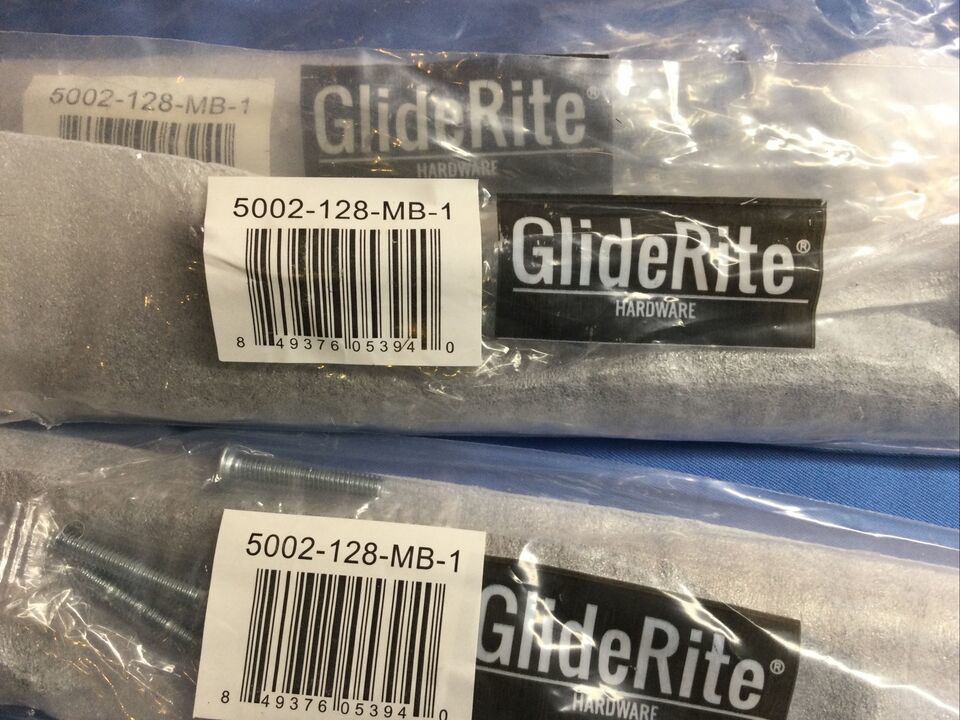 5002-128-MB-1
GlideRite®
HARDWARE
5002-128-MB-1
8 49376 05394 0
GlideRite®
HARDWARE
5002-128-MB-1
8 49376 05394 0
GlideRite®
HARDWARE